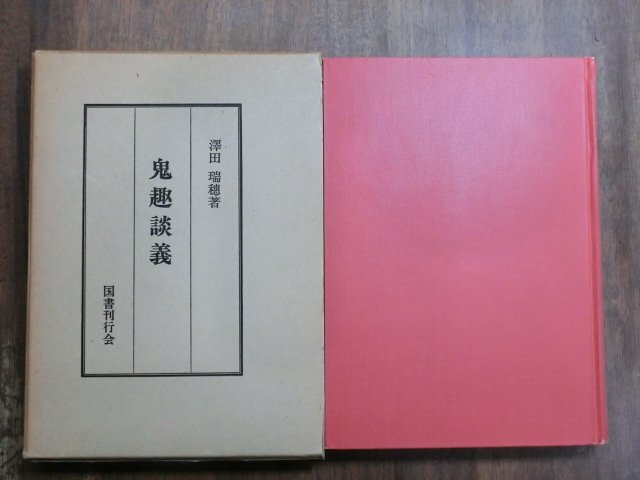 澤田 瑞穂著
鬼趣談義
国書刊行会